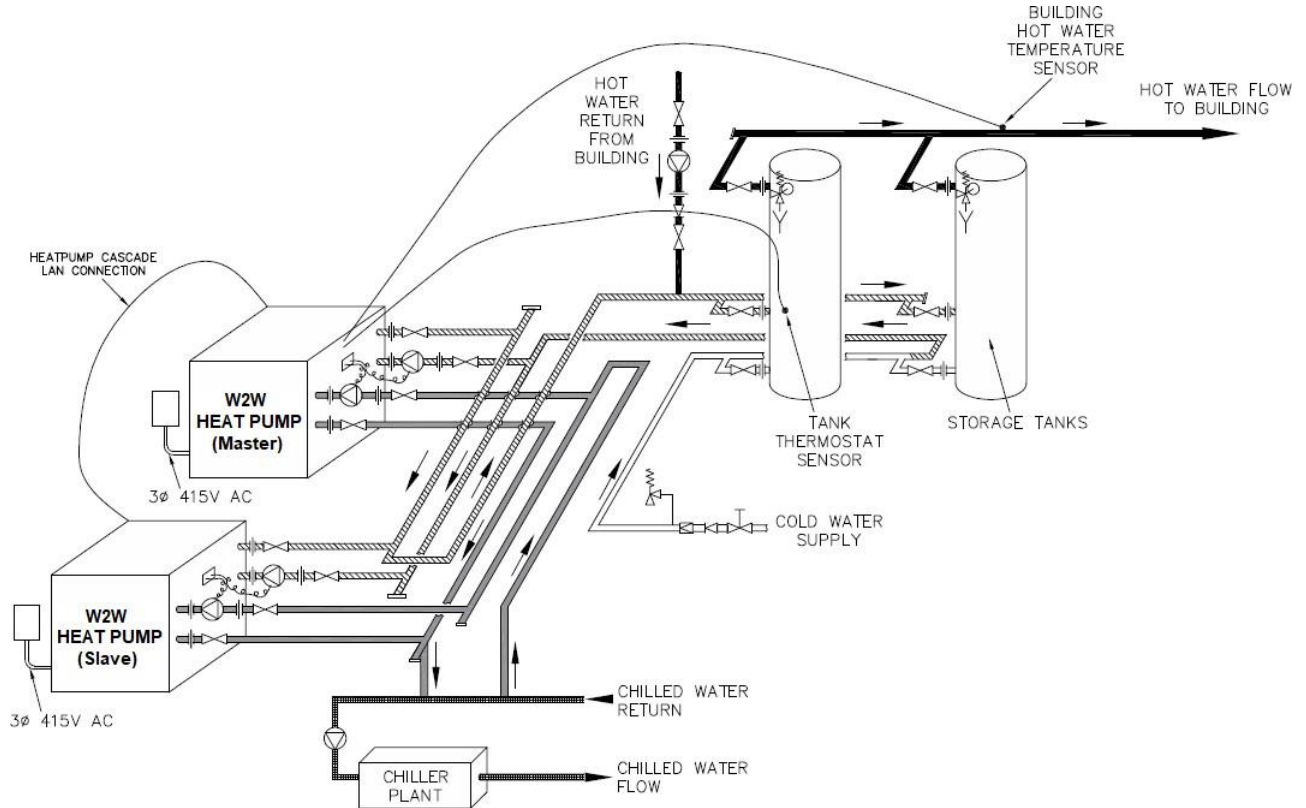 BUILDING
HOT WATER
TEMPERATURE
SENSOR
HOT WATER FLOW
TO BUILDING
HOT
WATER
RETURN
FROM
BUILDING
HEATPUMP CASCADE
LAN CONNECTION
W2W
HEAT PUMP
(Master)
3ø 415V AC
TANK
THERMOSTAT
SENSOR
STORAGE TANKS
COLD WATER
SUPPLY
W2W
HEAT PUMP
(Slave)
3ø 415V AC
CHILLED WATER
RETURN
CHILLER
PLANT
CHILLED WATER
FLOW